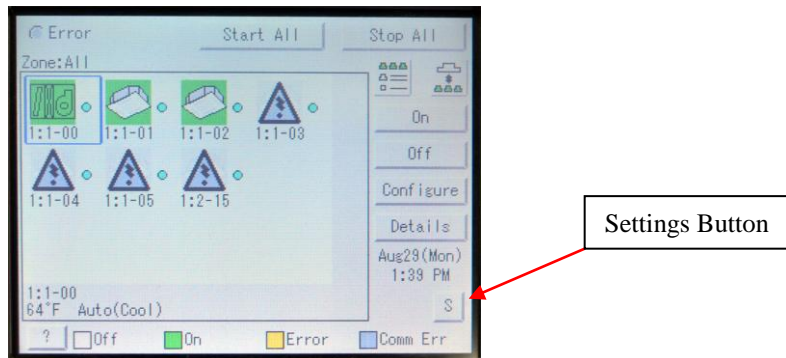 Error Start All Stop All
Zone:All
1:1-00 1:1-01 1:1-02 1:1-03
On
Off
1:1-04 1:1-05 1:2-15
Configure
Details
Settings Button
Aug29(Mon)
1:39 PM
1:1-00
64°F Auto(Cool)
S
? Off On Error Comm Err